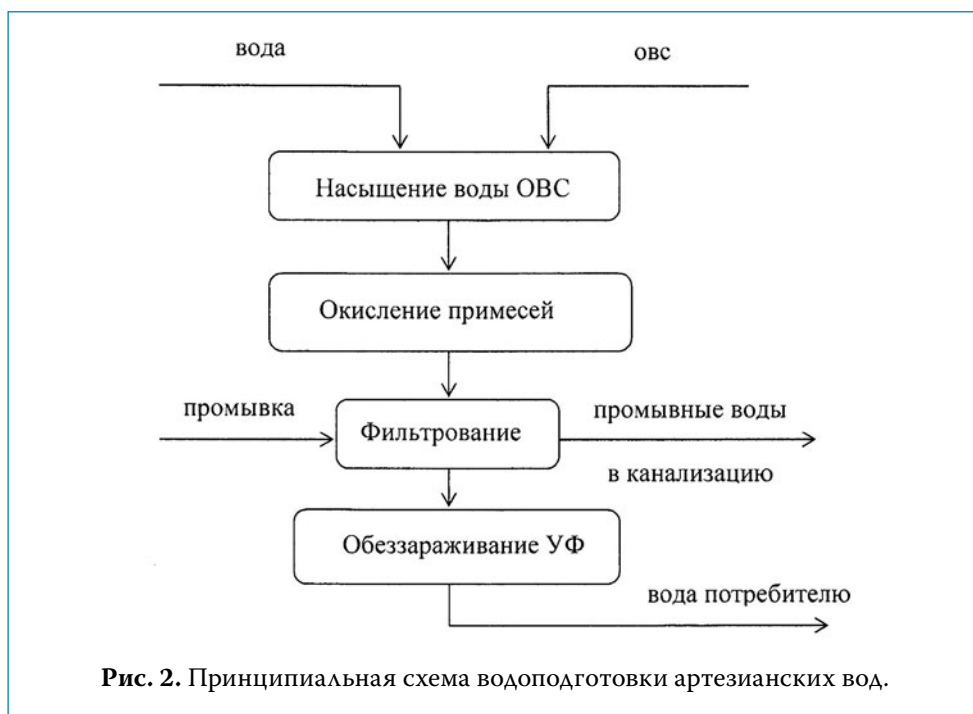 вода
овс
Насыщение воды ОВС
Окисление примесей
промывка
Фильтрование
промывные воды
в канализацию
Обеззараживание УФ
вода потребителю
Рис. 2. Принципиальная схема водоподготовки артезианских вод.